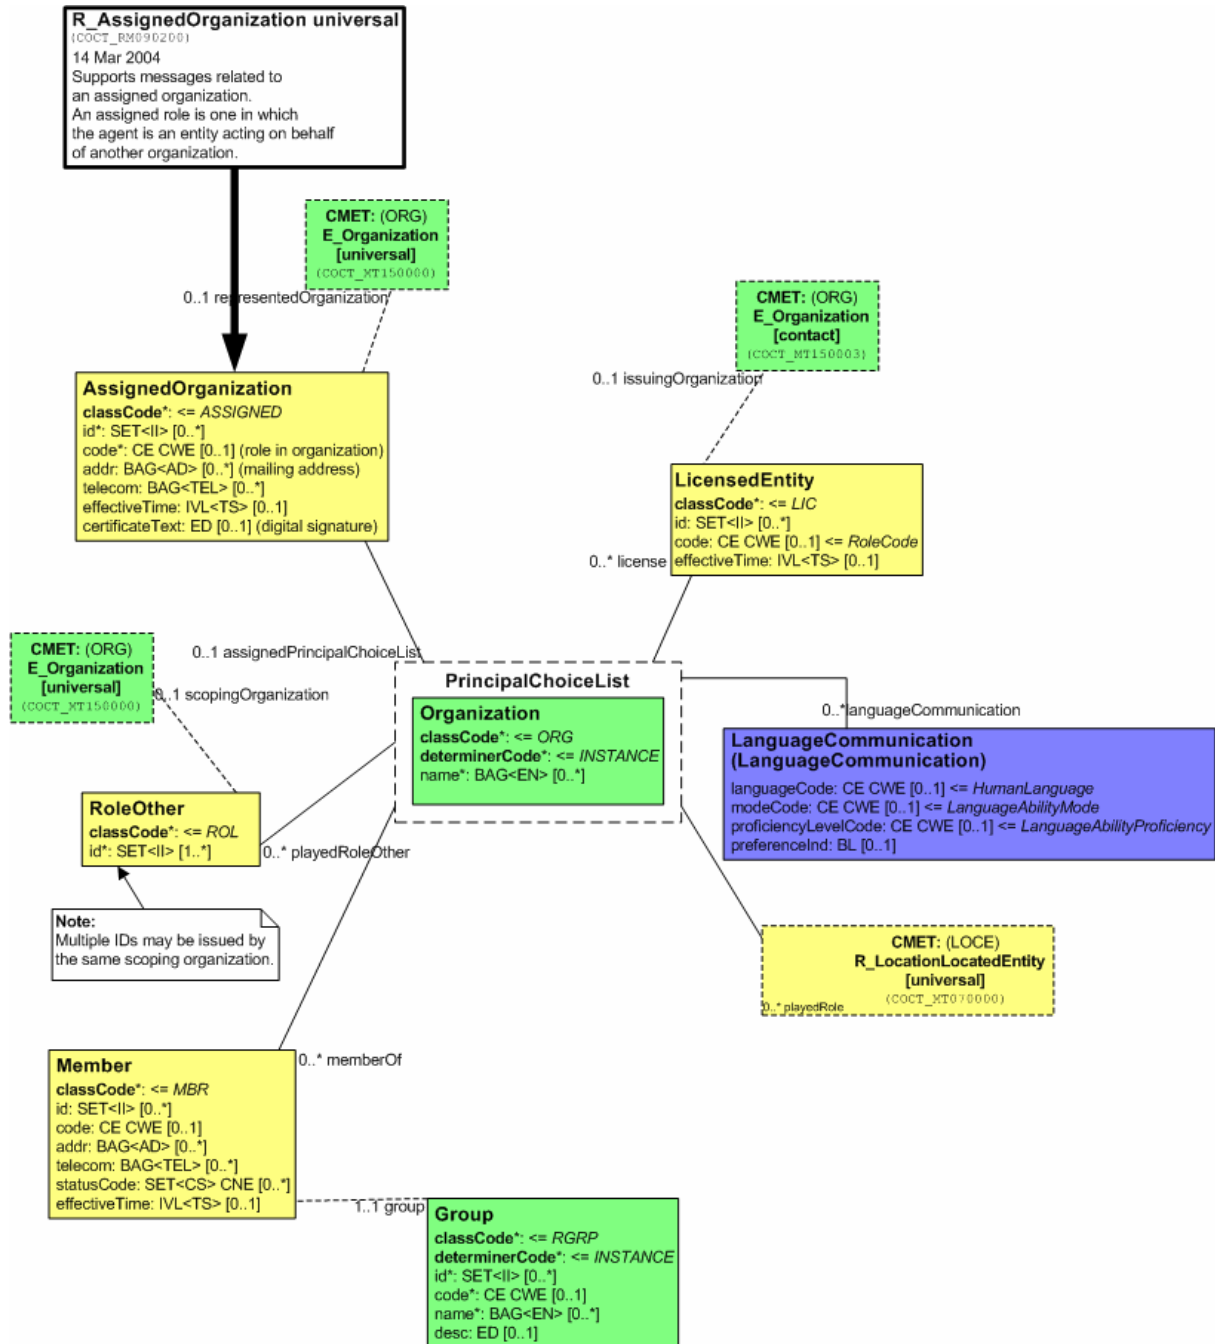 R_AssignedOrganization universal
(COCT_RM090200)
14 Mar 2004
Supports messages related to
an assigned organization.
An assigned role is one in which
the agent is an entity acting on behalf
of another organization.
CMET: (ORG)
E_Organization
[universal]
(COCT_MT150000)
0..1 representedOrganization
CMET: (ORG)
E_Organization
[contact]
(COCT_MT150003)
0..1 issuingOrganization
AssignedOrganization
classCode*: <= ASSIGNED
id*: SET<II> [0..*]
code*: CE CWE [0..1] (role in organization)
addr: BAG<AD> [0..*] (mailing address)
telecom: BAG<TEL> [0..*]
effectiveTime: IVL<TS> [0..1]
certificateText: ED [0..1] (digital signature)
LicensedEntity
classCode*: <= LIC
id: SET<II> [0..*]
code: CE CWE [0..1] <= RoleCode
effectiveTime: IVL<TS> [0..1]
0..* license
CMET: (ORG)
E_Organization
[universal]
(COCT_MT150000)
0..1 assignedPrincipalChoiceList
0..1 scopingOrganization
PrincipalChoiceList
Organization
classCode*: <= ORG
determinerCode*: <= INSTANCE
name*: BAG<EN> [0..*]
0..* languageCommunication
LanguageCommunication
(LanguageCommunication)
languageCode: CE CWE [0..1] <= HumanLanguage
modeCode: CE CWE [0..1] <= LanguageAbilityMode
proficiencyLevelCode: CE CWE [0..1] <= LanguageAbilityProficiency
preferenceInd: BL [0..1]
RoleOther
classCode*: <= ROL
id*: SET<II> [1..*]
0..* playedRoleOther
Note:
Multiple IDs may be issued by
the same scoping organization.
CMET: (LOCE)
R_LocationLocatedEntity
[universal]
(COCT_MT070000)
0..* playedRole
0..* memberOf
Member
classCode*: <= MBR
id: SET<II> [0..*]
code: CE CWE [0..1]
addr: BAG<AD> [0..*]
telecom: BAG<TEL> [0..*]
statusCode: SET<CS> CNE [0..*]
effectiveTime: IVL<TS> [0..1]
1..1 group
Group
classCode*: <= RGRP
determinerCode*: <= INSTANCE
id*: SET<II> [0..*]
code*: CE CWE [0..1]
name*: BAG<EN> [0..*]
desc: ED [0..1]